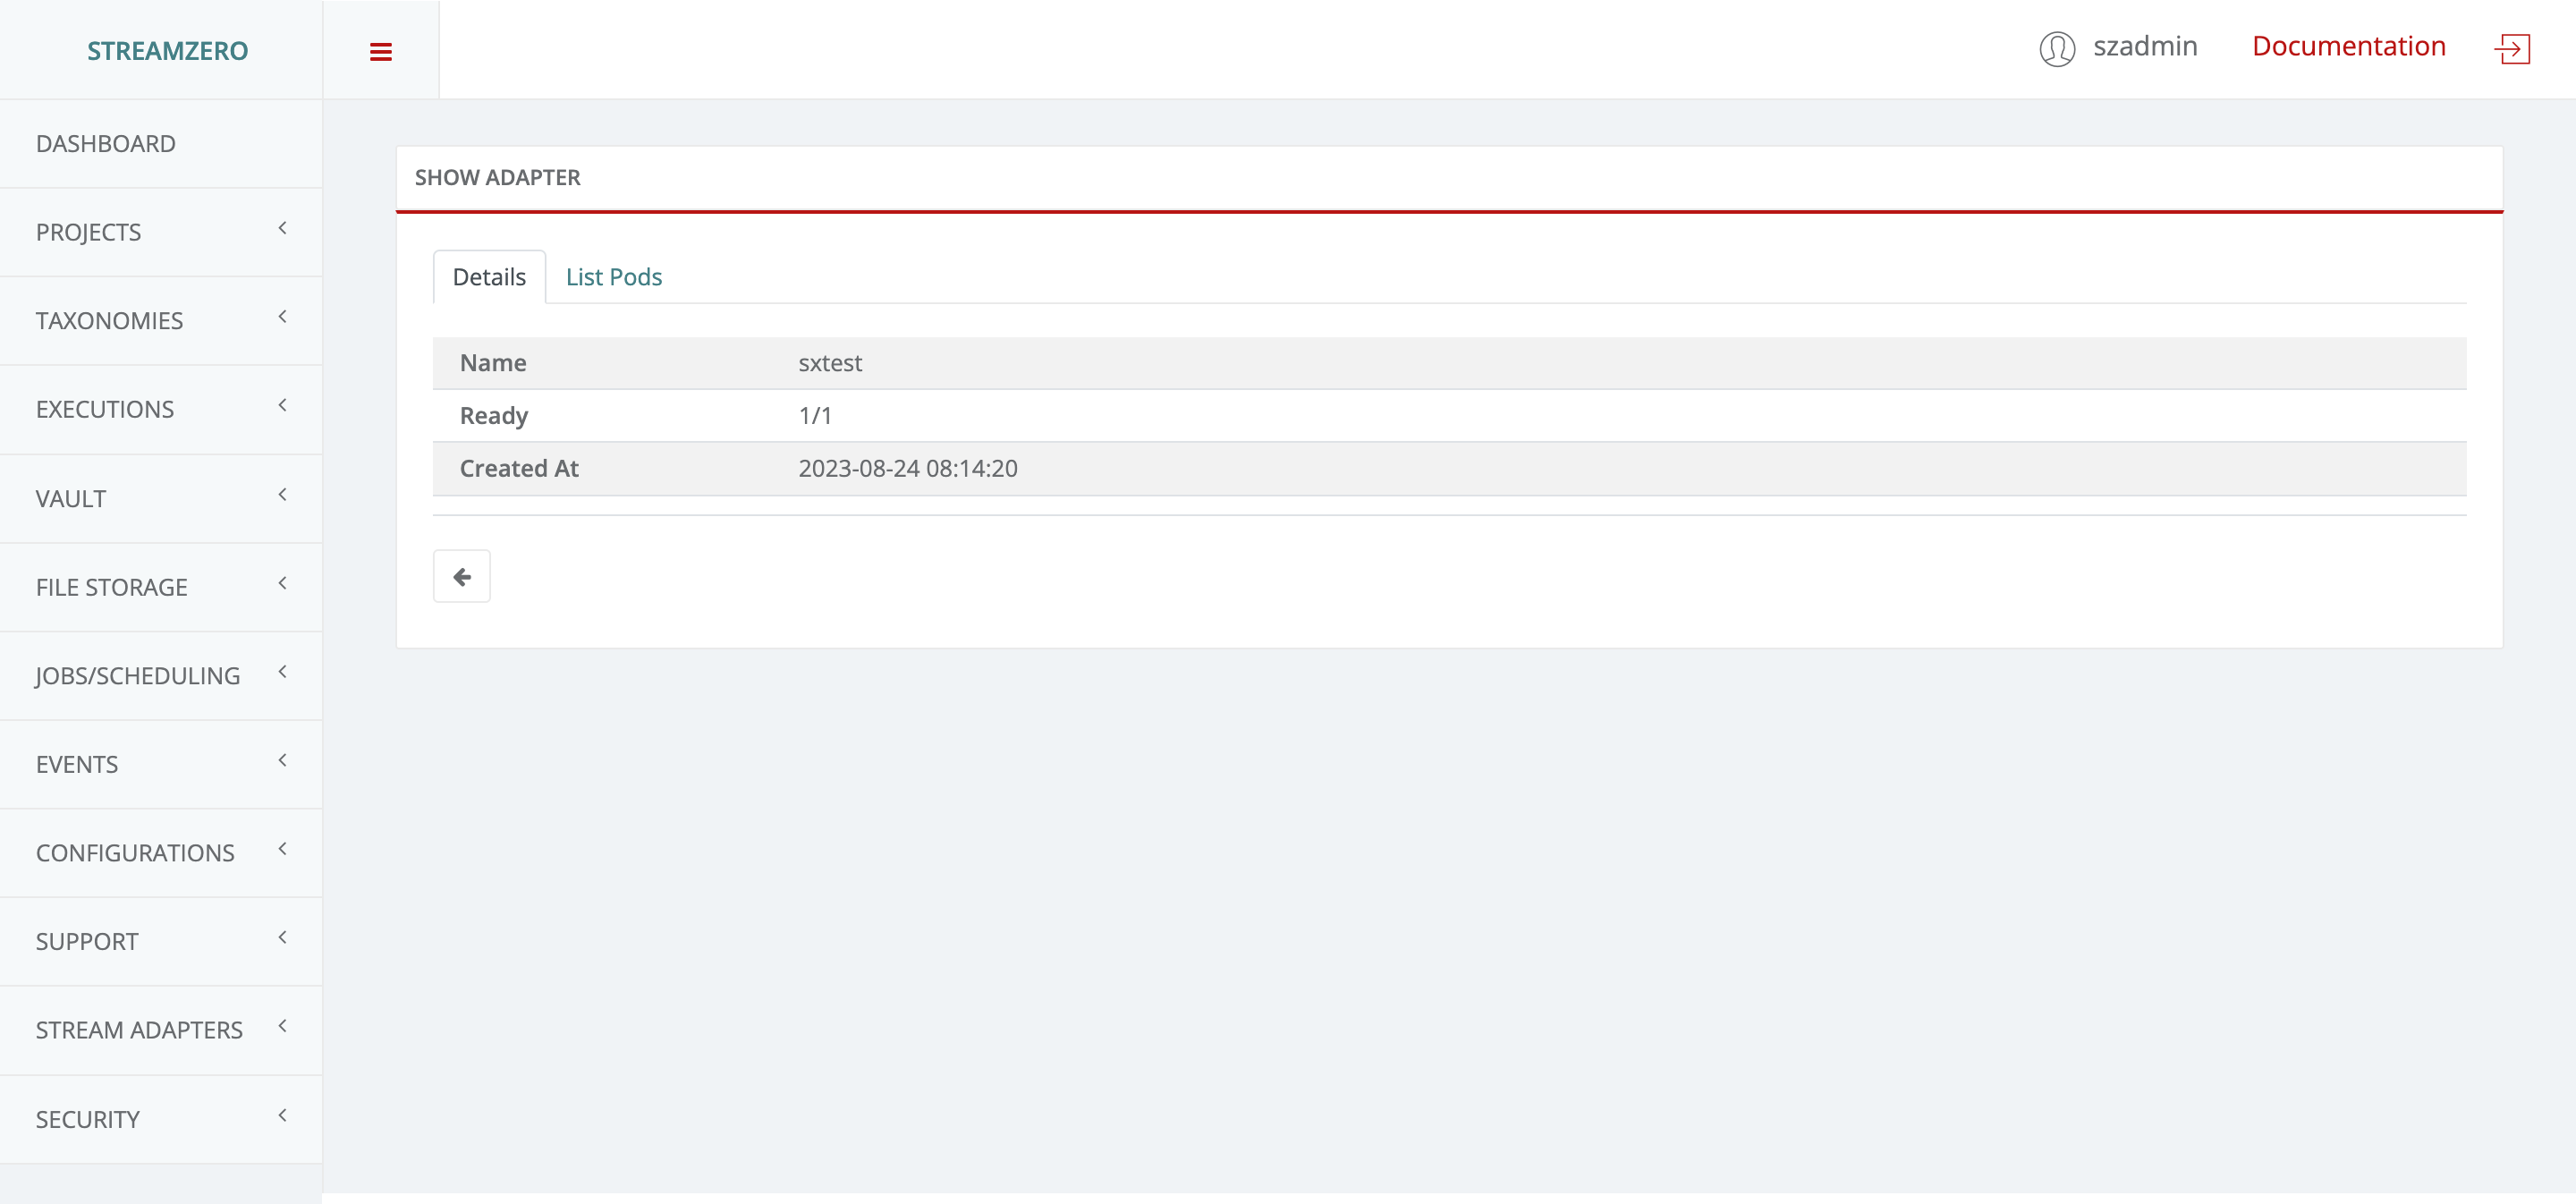 STREAMZERO
szadmin Documentation
DASHBOARD
PROJECTS
TAXONOMIES
EXECUTIONS
VAULT
FILE STORAGE
JOBS/SCHEDULING
EVENTS
CONFIGURATIONS
SUPPORT
STREAM ADAPTERS
SECURITY
SHOW ADAPTER
Details List Pods
Name sxtest
Ready 1/1
Created At 2023-08-24 08:14:20